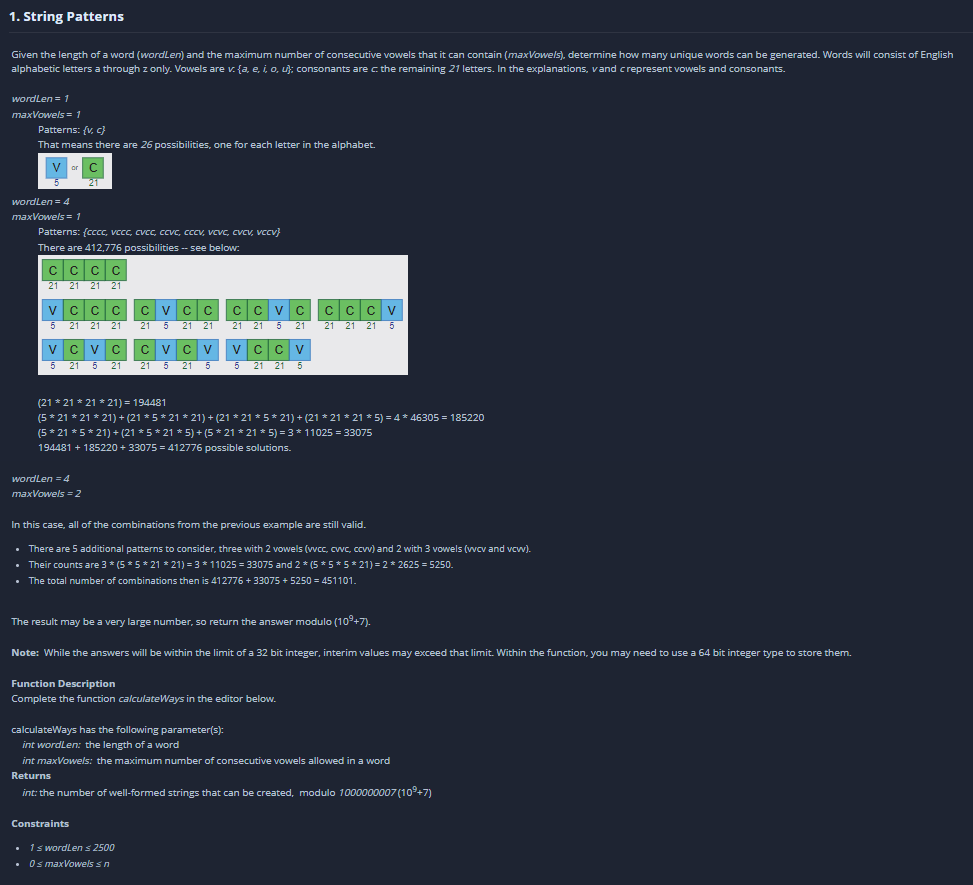 1. String Patterns
Given the length of a word (wordLen) and the maximum number of consecutive vowels that it can contain (maxVowels), determine how many unique words can be generated. Words will consist of English
alphabetic letters a through z only. Vowels are v: {a, e, i, o, u}; consonants are c: the remaining 21 letters. In the explanations, v and c represent vowels and consonants.
wordLen = 1
maxVowels = 1
Patterns: {v, c}
That means there are 26 possibilities, one for each letter in the alphabet.
V or C
5 21
wordLen = 4
maxVowels = 1
Patterns: {cccc, vccc, cvcc, ccvc, cccv, vcvc, cvcv, vccv}
There are 412,776 possibilities -- see below:
C C C C
21 21 21 21
V C C C C V C C C C V C C C C V
5 21 21 21 21 5 21 21 21 21 5 21 21 21 21 5
V C V C C V C V V C C V
5 21 5 21 21 5 21 5 5 21 21 5
(21 * 21 * 21 * 21) = 194481
(5 * 21 * 21 * 21) + (21 * 5 * 21 * 21) + (21 * 21 * 5 * 21) + (21 * 21 * 21 * 5) = 4 * 46305 = 185220
(5 * 21 * 5 * 21) + (21 * 5 * 21 * 5) + (5 * 21 * 21 * 5) = 3 * 11025 = 33075
194481 + 185220 + 33075 = 412776 possible solutions.
wordLen = 4
maxVowels = 2
In this case, all of the combinations from the previous example are still valid.
• There are 5 additional patterns to consider, three with 2 vowels (vvcc, cvvc, ccvv) and 2 with 3 vowels (vvcv and vcvv).
• Their counts are 3 * (5 * 5 * 21 * 21) = 3 * 11025 = 33075 and 2 * (5 * 5 * 5 * 21) = 2 * 2625 = 5250.
• The total number of combinations then is 412776 + 33075 + 5250 = 451101.
The result may be a very large number, so return the answer modulo (10⁹+7).
Note: While the answers will be within the limit of a 32 bit integer, interim values may exceed that limit. Within the function, you may need to use a 64 bit integer type to store them.
Function Description
Complete the function calculateWays in the editor below.
calculateWays has the following parameter(s):
int wordLen: the length of a word
int maxVowels: the maximum number of consecutive vowels allowed in a word
Returns
int: the number of well-formed strings that can be created, modulo 1000000007 (10⁹+7)
Constraints
• 1 ≤ wordLen ≤ 2500
• 0 ≤ maxVowels ≤ n